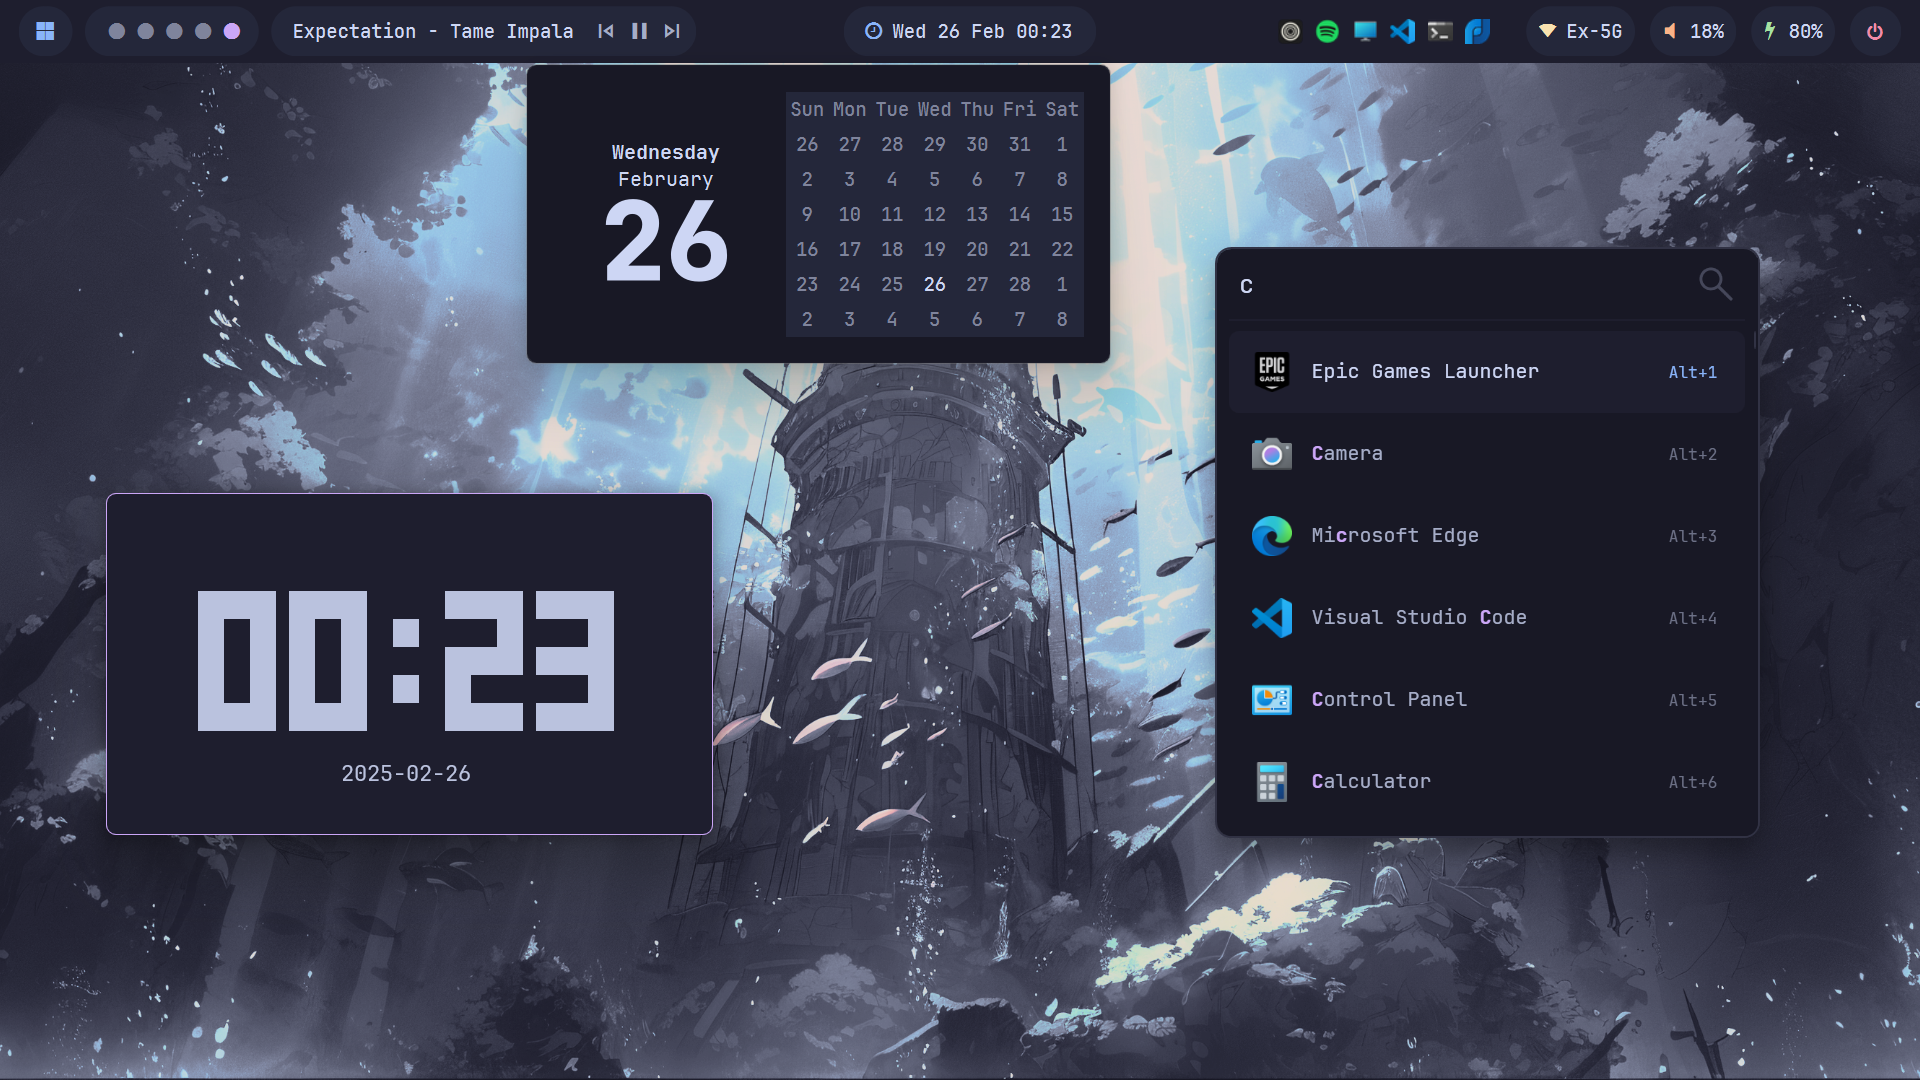 Expectation - Tame Impala
Wed 26 Feb 00:23
Ex-5G
18%
80%
Wednesday
February
26
Sun Mon Tue Wed Thu Fri Sat
26 27 28 29 30 31 1
2 3 4 5 6 7 8
9 10 11 12 13 14 15
16 17 18 19 20 21 22
23 24 25 26 27 28 1
2 3 4 5 6 7 8
c
EPIC
GAMES
Epic Games Launcher Alt+1
Camera Alt+2
Microsoft Edge Alt+3
Visual Studio Code Alt+4
Control Panel Alt+5
Calculator Alt+6
00:23
2025-02-26